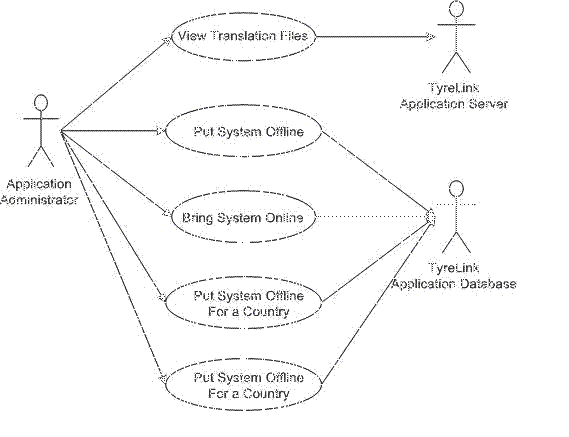 View Translation Files
TyreLink
Application Server
Put System Offline
Application
Administrator
Bring System Online
TyreLink
Application Database
Put System Offline
For a Country
Put System Offline
For a Country